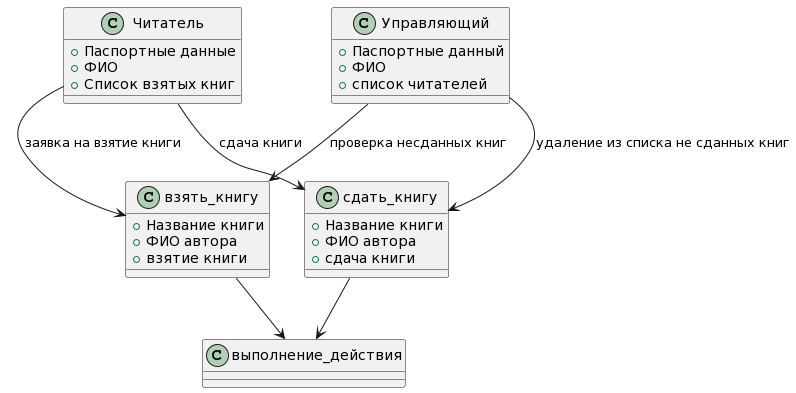 C Читатель
Паспортные данные
ФИО
Список взятых книг
C Управляющий
Паспортные данный
ФИО
список читателей
заявка на взятие книги
сдача книги
проверка несданных книг
удаление из списка не сданных книг
C взять_книгу
Название книги
ФИО автора
взятие книги
C сдать_книгу
Название книги
ФИО автора
сдача книги
C выполнение_действия